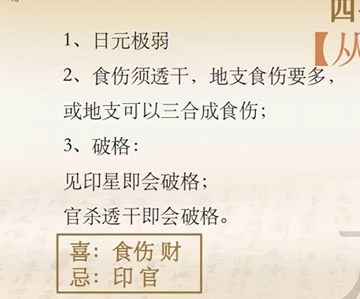 四
【从
1、日元极弱
2、食伤须透干，地支食伤要多，
或地支可以三合成食伤；
3、破格：
见印星即会破格；
官杀透干即会破格。
喜：食伤 财
忌：印 官